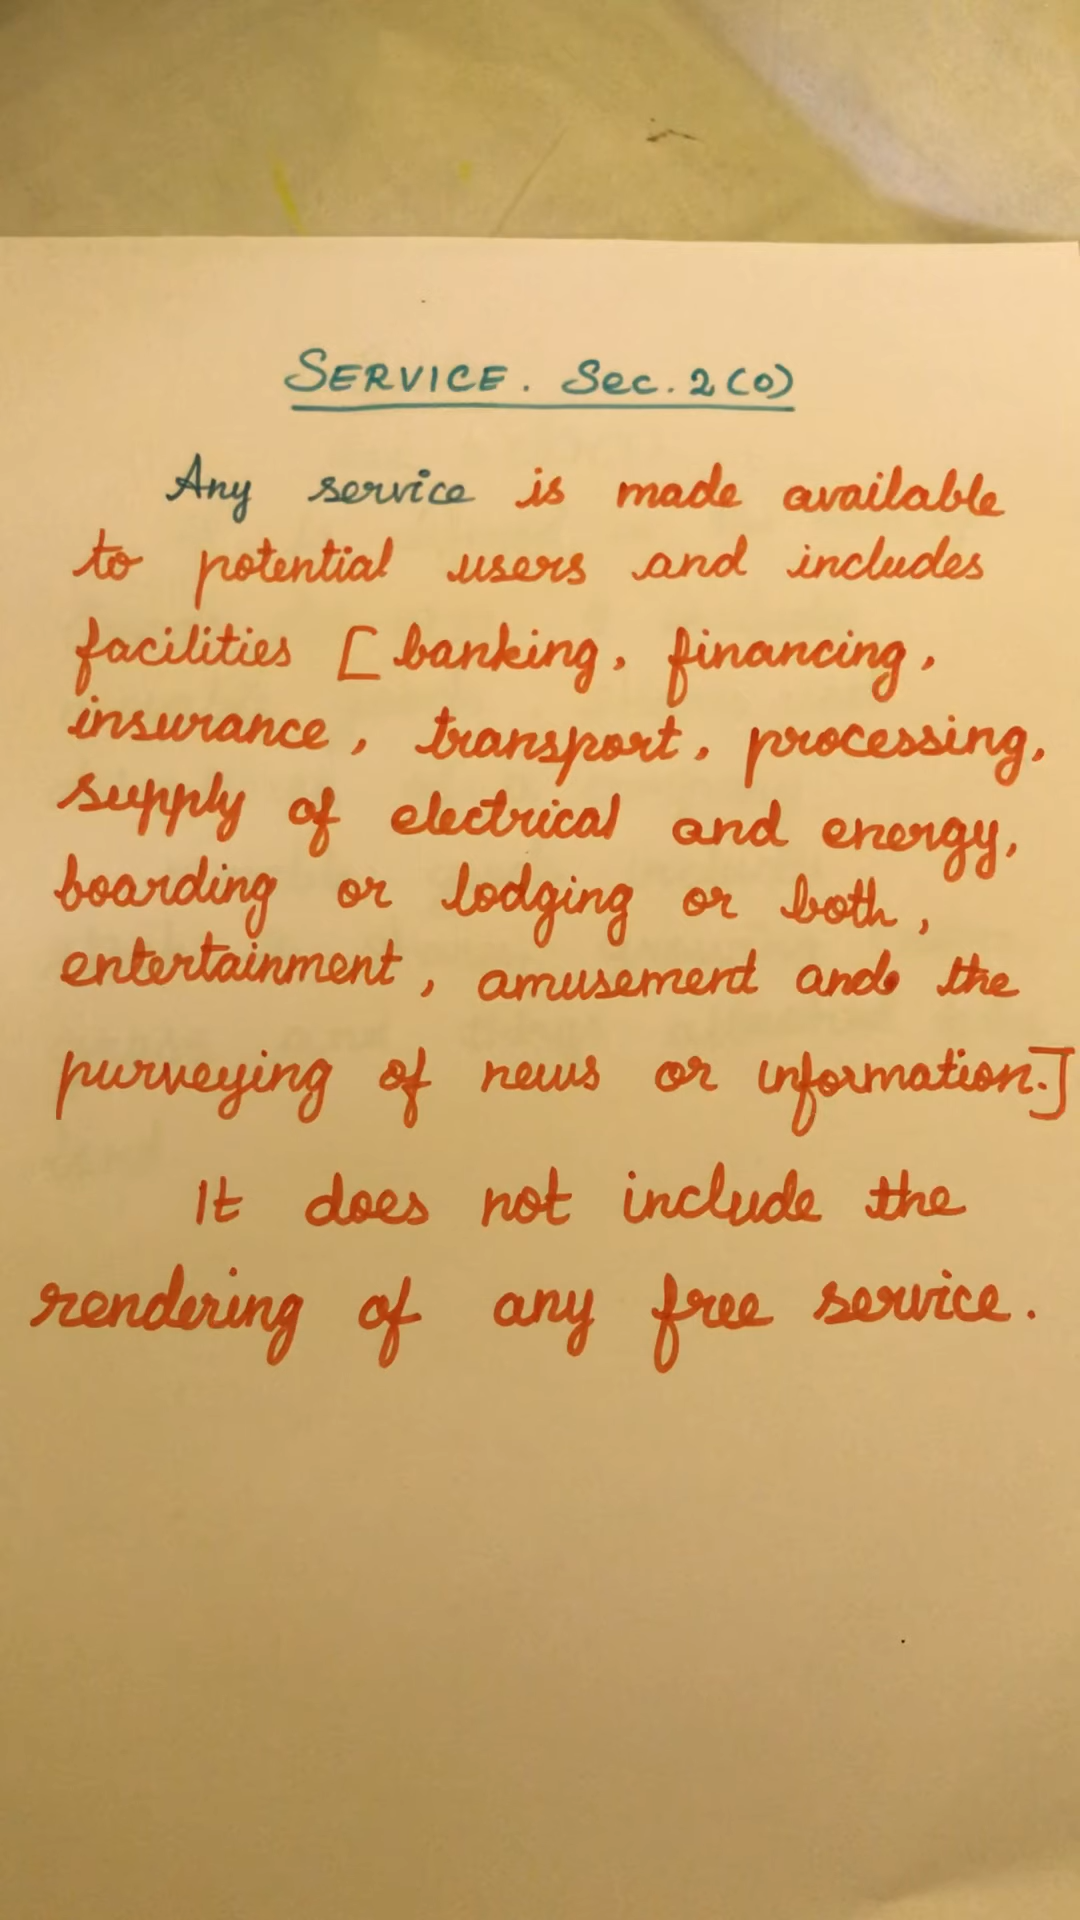 SERVICE. Sec. 2(o)
Any service is made available
to potential users and includes
facilities [banking, financing,
insurance, transport, processing,
supply of electrical and energy,
boarding or lodging or both,
entertainment, amusement and the
purveying of news or information.]
It does not include the
rendering of any free service.